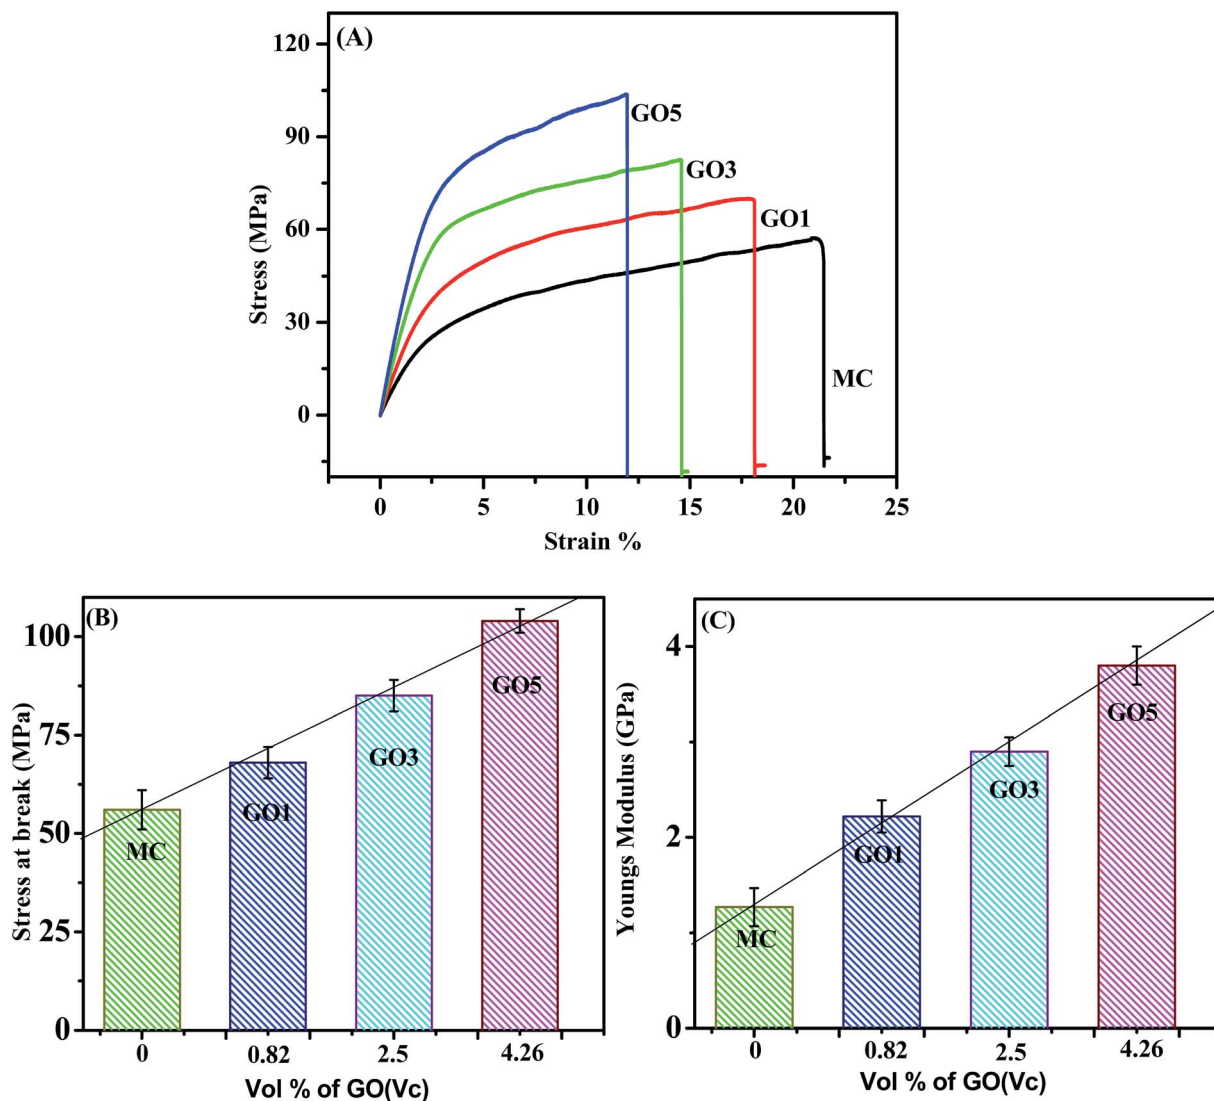 (A)
120
90
60
30
0
Stress (MPa)
GO5
GO3
GO1
MC
0 5 10 15 20 25
Strain %
(B)
100
75
50
25
0
Stress at break (MPa)
MC
GO1
GO3
GO5
0 0.82 2.5 4.26
Vol % of GO(Vc)
(C)
4
2
0
Youngs Modulus (GPa)
MC
GO1
GO3
GO5
0 0.82 2.5 4.26
Vol % of GO(Vc)